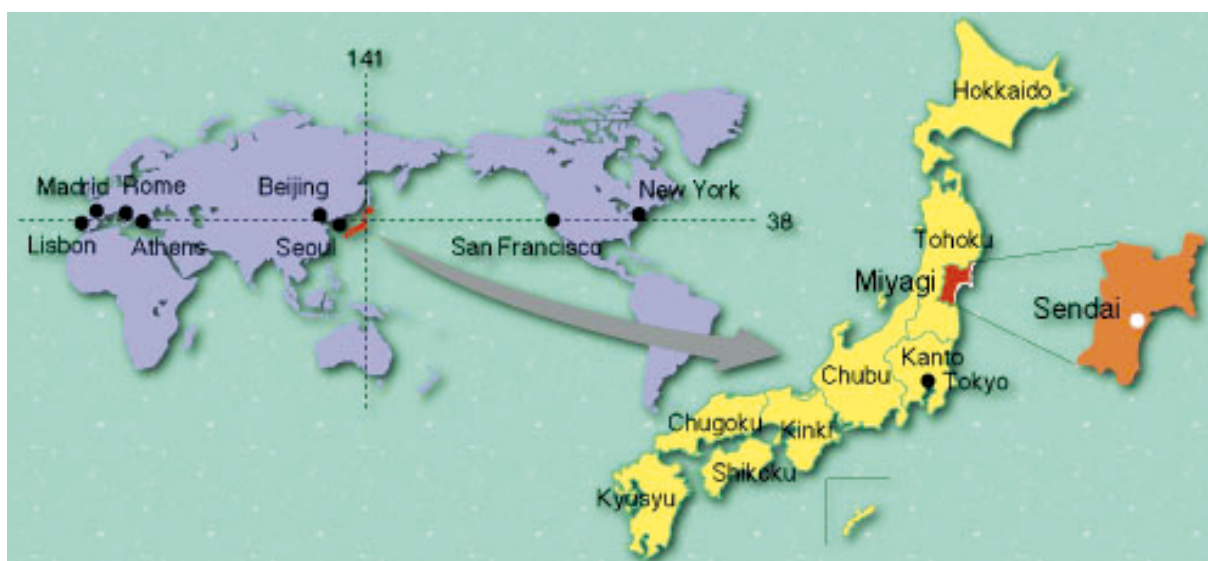 141
Hokkaido
Madrid Rome Beijing New York
38
Lisbon Athens Seoul San Francisco
Tohoku
Miyagi
Sendai
Kanto
Chubu
Tokyo
Chugoku
Kinki
Shikoku
Kyusyu